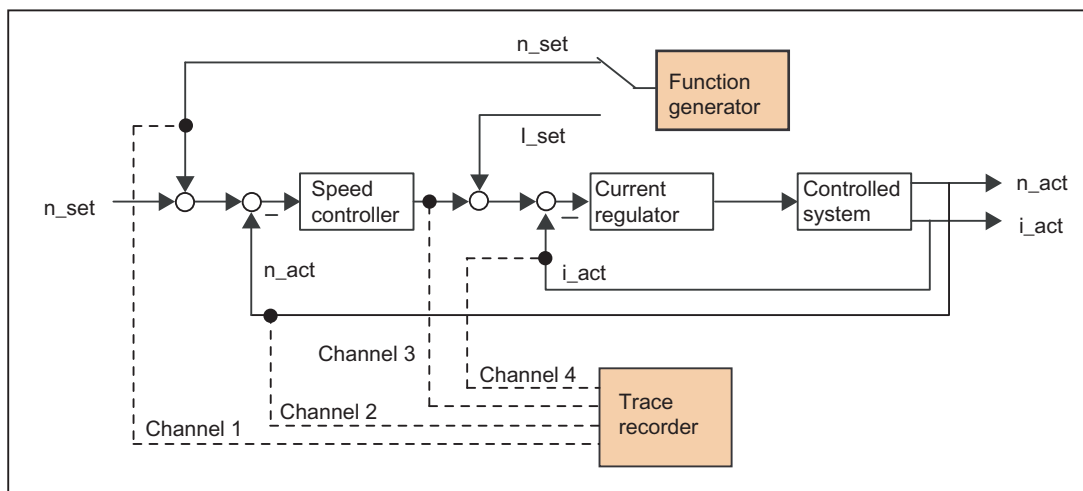 n_set
Function
generator
I_set
n_set
Speed
controller
Current
regulator
Controlled
system
n_act
i_act
n_act
i_act
Channel 3
Channel 4
Channel 2
Channel 1
Trace
recorder